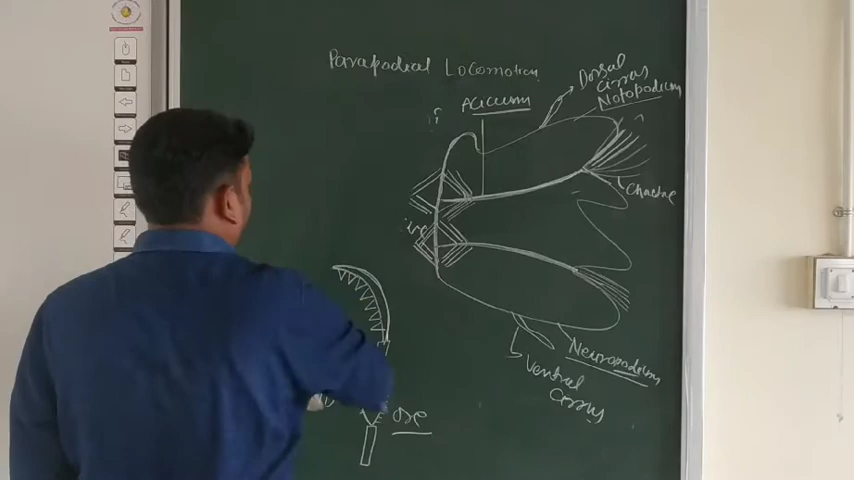 Parapodial Locomotion
Dorsal
cirrus
Notopodium
Aciculum
Chaetae
Neuropodium
Ventral
cirrus